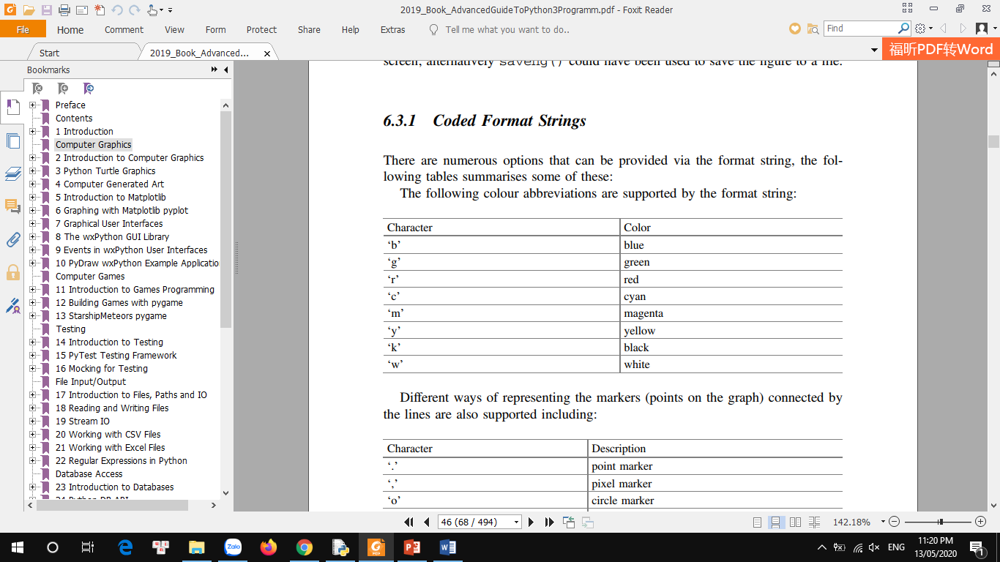 2019_Book_AdvancedGuideToPython3Programm.pdf - Foxit Reader
File Home Comment View Form Protect Share Help Extras Tell me what you want to do.. Find
Start 2019_Book_Advanced... 福昕PDF转Word
Bookmarks
Preface
Contents
1 Introduction
Computer Graphics
2 Introduction to Computer Graphics
3 Python Turtle Graphics
4 Computer Generated Art
5 Introduction to Matplotlib
6 Graphing with Matplotlib pyplot
7 Graphical User Interfaces
8 The wxPython GUI Library
9 Events in wxPython User Interfaces
10 PyDraw wxPython Example Applicatio
Computer Games
11 Introduction to Games Programming
12 Building Games with pygame
13 StarshipMeteors pygame
Testing
14 Introduction to Testing
15 PyTest Testing Framework
16 Mocking for Testing
File Input/Output
17 Introduction to Files, Paths and IO
18 Reading and Writing Files
19 Stream IO
20 Working with CSV Files
21 Working with Excel Files
22 Regular Expressions in Python
Database Access
23 Introduction to Databases
24 Python DB-API
screen, alternatively savefig() could have been used to save the figure to a file.
6.3.1 Coded Format Strings
There are numerous options that can be provided via the format string, the fol-
lowing tables summarises some of these:
The following colour abbreviations are supported by the format string:
Character Color
‘b’ blue
‘g’ green
‘r’ red
‘c’ cyan
‘m’ magenta
‘y’ yellow
‘k’ black
‘w’ white
Different ways of representing the markers (points on the graph) connected by
the lines are also supported including:
Character Description
‘.’ point marker
‘,’ pixel marker
‘o’ circle marker
46 (68 / 494) 142.18%
Zalo ENG 11:20 PM
13/05/2020
1